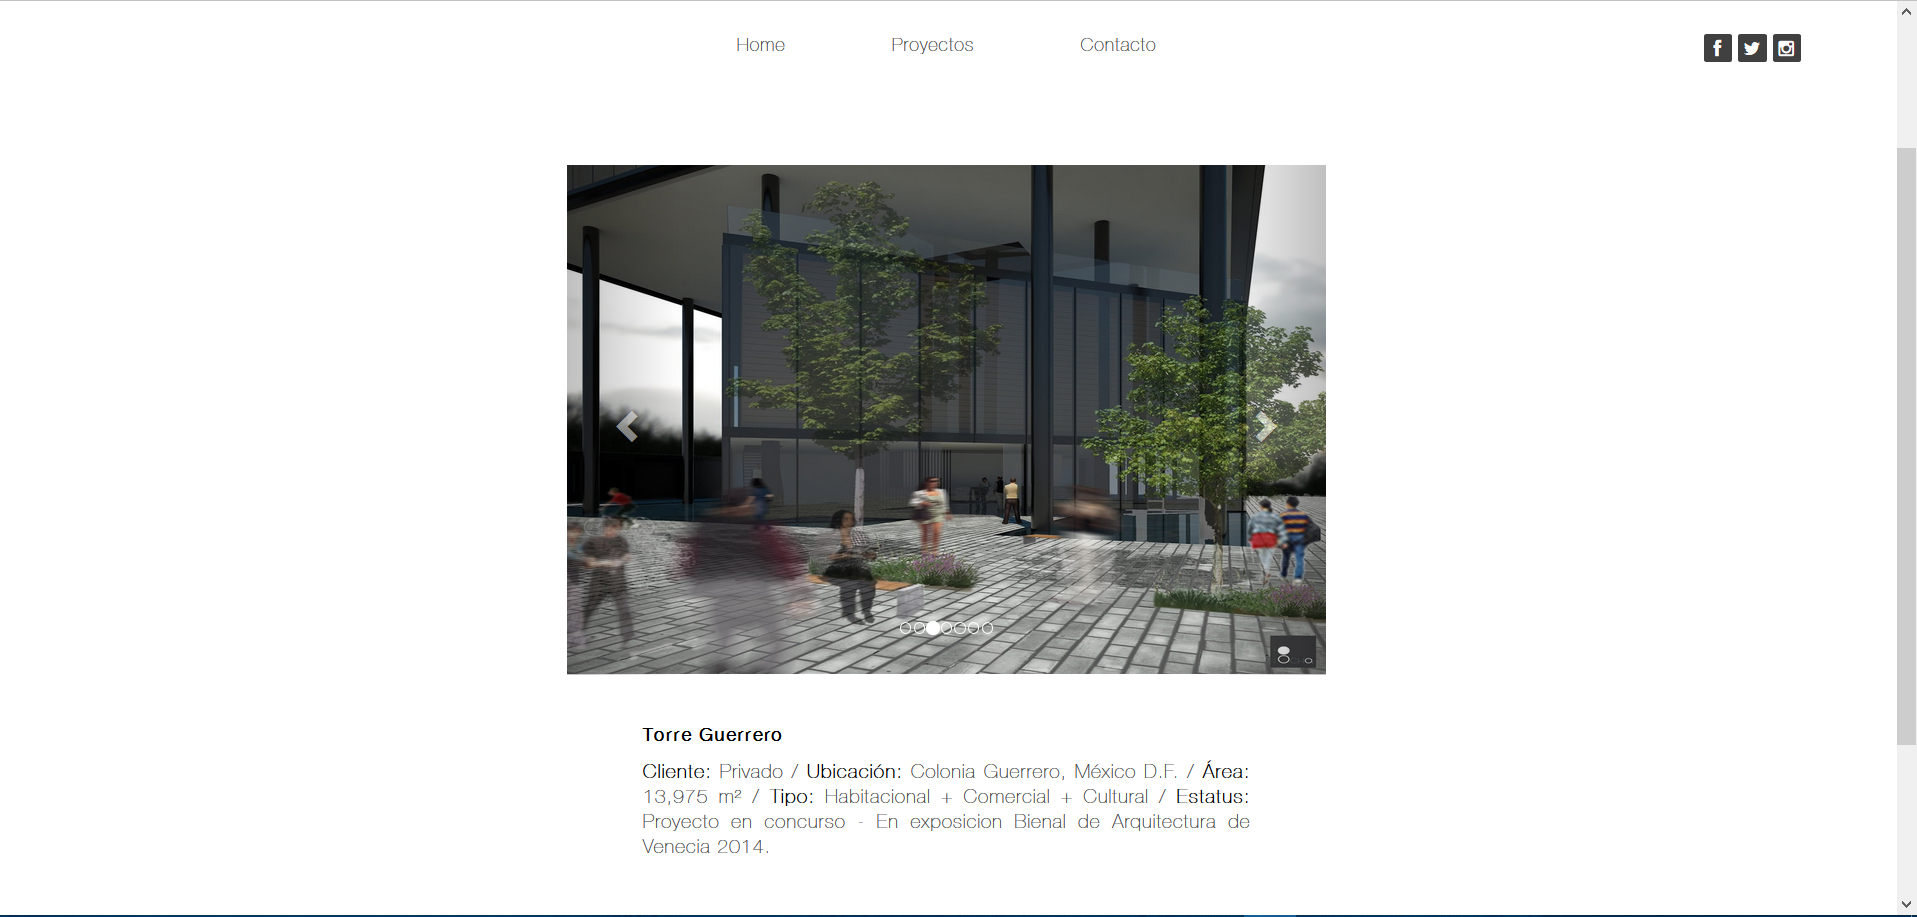 Home Proyectos Contacto
Torre Guerrero
Cliente: Privado / Ubicación: Colonia Guerrero, México D.F. / Área:
13,975 m² / Tipo: Habitacional + Comercial + Cultural / Estatus:
Proyecto en concurso - En exposicion Bienal de Arquitectura de
Venecia 2014.